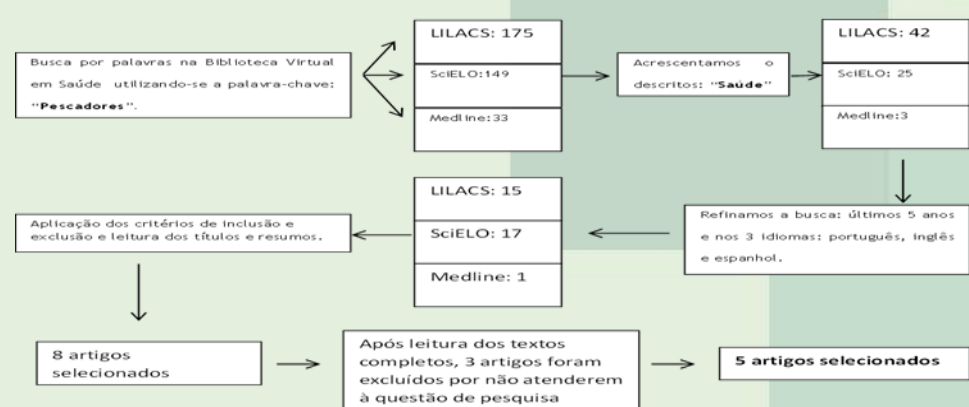 Busca por palavras na Biblioteca Virtual
em Saúde utilizando-se a palavra-chave:
"Pescadores".
LILACS: 175
SciELO:149
Medline:33
Acrescentamos o
descritos: "Saúde"
LILACS: 42
SciELO: 25
Medline:3
Refinamos a busca: últimos 5 anos
e nos 3 idiomas: português, inglês
e espanhol.
LILACS: 15
SciELO: 17
Medline: 1
Aplicação dos critérios de inclusão e
exclusão e leitura dos títulos e resumos.
8 artigos
selecionados
Após leitura dos textos
completos, 3 artigos foram
excluídos por não atenderem
à questão de pesquisa
5 artigos selecionados